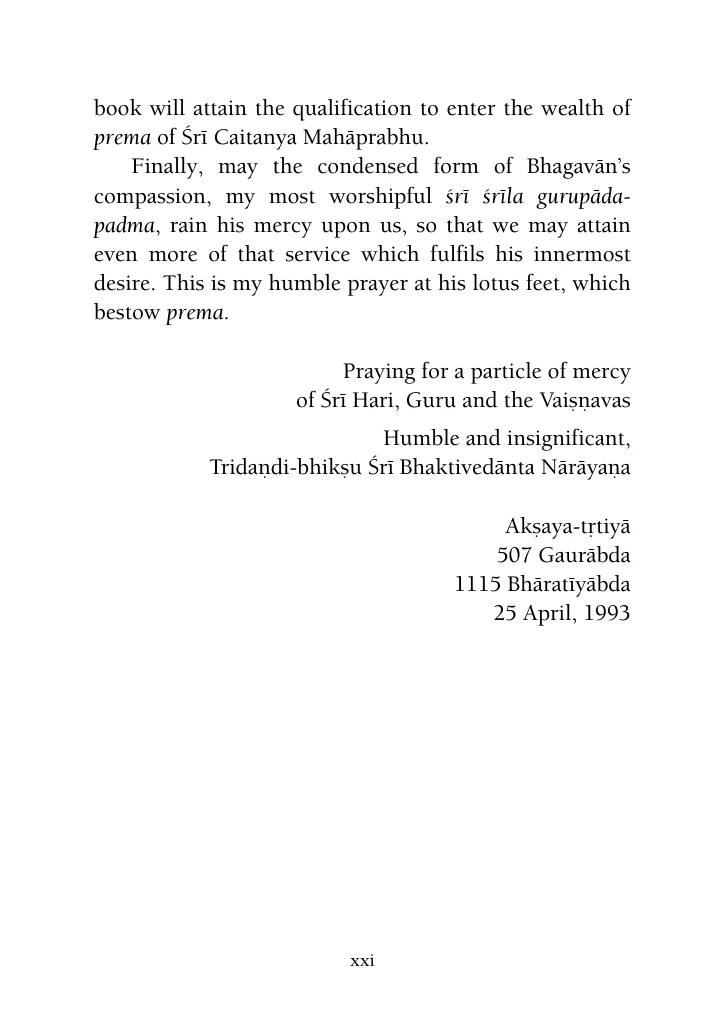 book will attain the qualification to enter the wealth of
prema of Śrī Caitanya Mahāprabhu.
Finally, may the condensed form of Bhagavān’s
compassion, my most worshipful śrī śrīla gurupāda-
padma, rain his mercy upon us, so that we may attain
even more of that service which fulfils his innermost
desire. This is my humble prayer at his lotus feet, which
bestow prema.
Praying for a particle of mercy
of Śrī Hari, Guru and the Vaiṣṇavas
Humble and insignificant,
Tridaṇdi-bhikṣu Śrī Bhaktivedānta Nārāyaṇa
Akṣaya-tṛtiyā
507 Gaurābda
1115 Bhāratīyābda
25 April, 1993
xxi